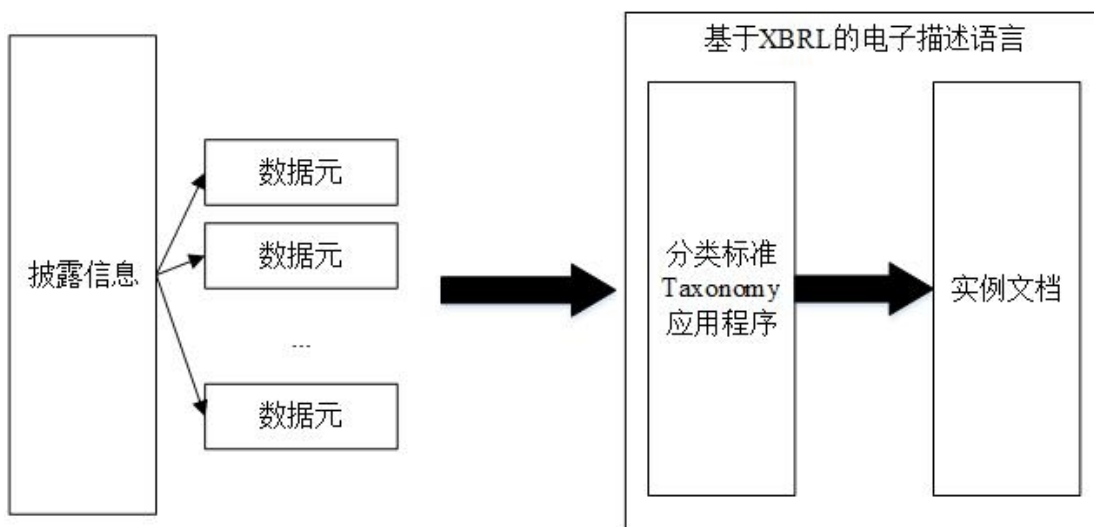 披露信息
数据元
数据元
...
数据元
基于XBRL的电子描述语言
分类标准
Taxonomy
应用程序
实例文档